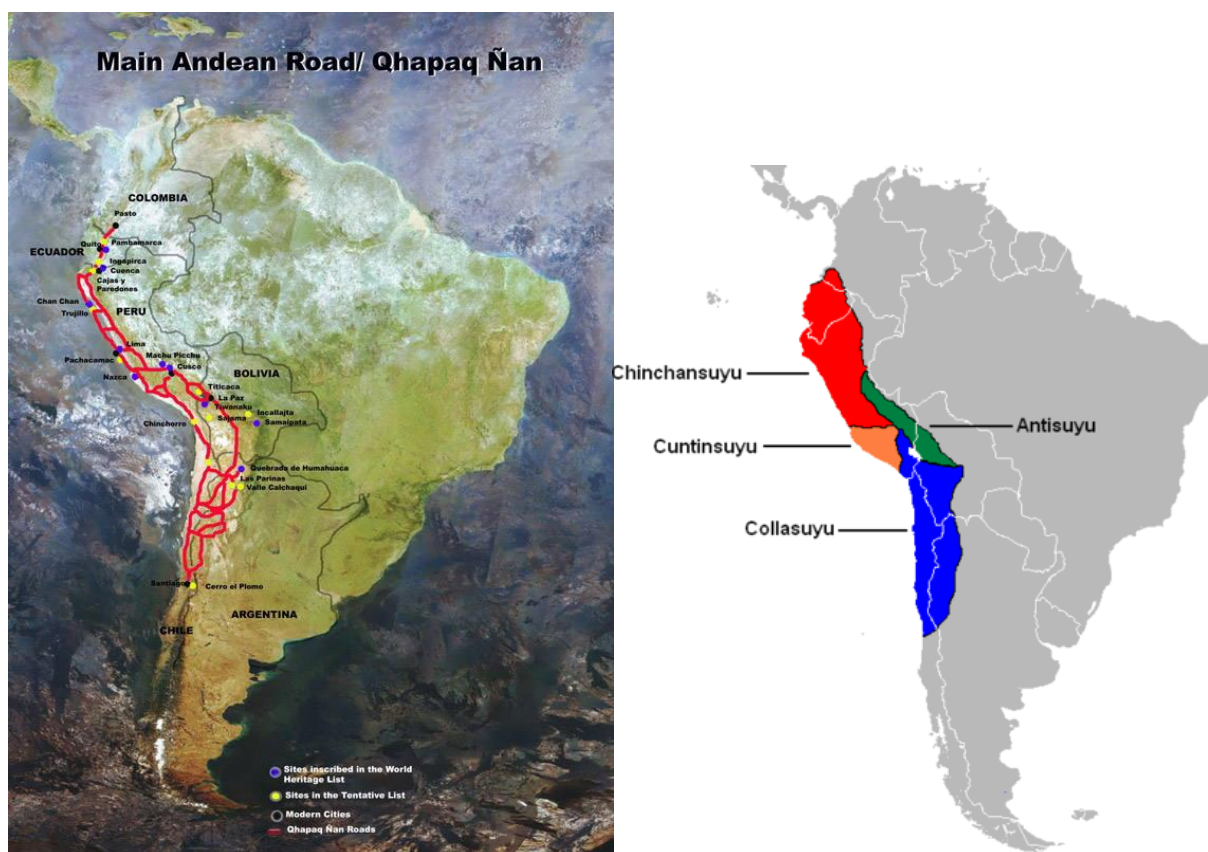 Main Andean Road/ Qhapaq Ñan
COLOMBIA
Pasto
Quito
Pambamarca
ECUADOR
Ingapirca
Cuenca
Cajas y
Paredones
Chan Chan
PERU
Trujillo
Lima
Machu Picchu
Pachacamac
Cusco
BOLIVIA
Nazca
Titicaca
La Paz
Tiwanaku
Incallajta
Sajama
Samaipata
Chinchorro
Quebrada de Humahuaca
Las Parinas
Valle Calchaqui
Santiago
Cerro el Plomo
ARGENTINA
CHILE
Sites inscribed in the World
Heritage List
Sites in the Tentative List
Modern Cities
Qhapaq Ñan Roads
Chinchansuyu
Antisuyu
Cuntinsuyu
Collasuyu